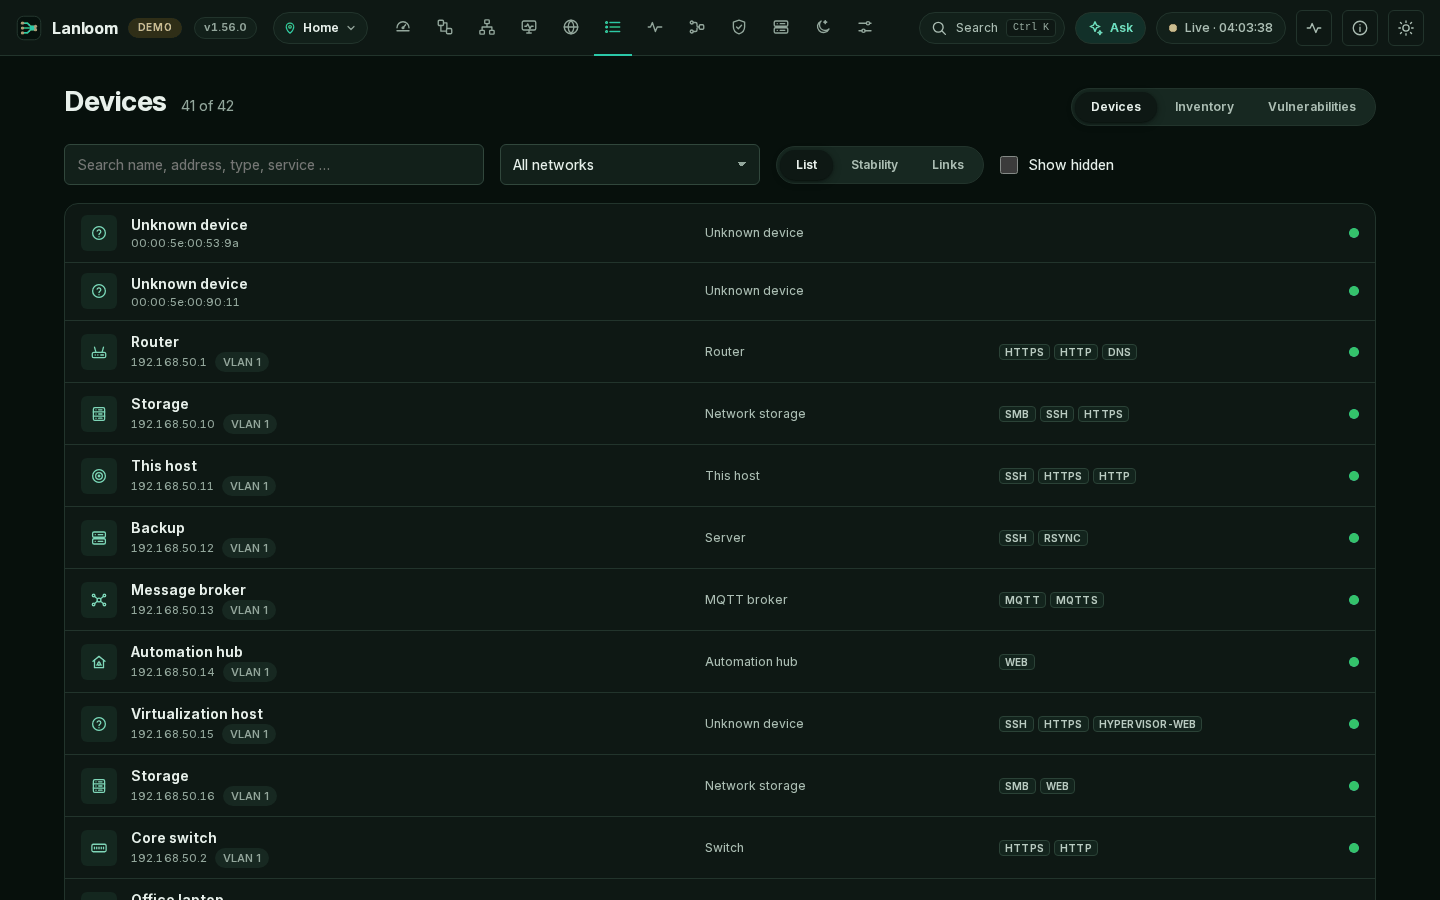 Lanloom DEMO v1.56.0 Home Search Ctrl K Ask Live · 04:03:38
Devices 41 of 42 Devices Inventory Vulnerabilities
Search name, address, type, service … All networks List Stability Links Show hidden
Unknown device
00:00:5e:00:53:9a
Unknown device
Unknown device
00:00:5e:00:90:11
Unknown device
Router
192.168.50.1 VLAN 1
Router HTTPS HTTP DNS
Storage
192.168.50.10 VLAN 1
Network storage SMB SSH HTTPS
This host
192.168.50.11 VLAN 1
This host SSH HTTPS HTTP
Backup
192.168.50.12 VLAN 1
Server SSH RSYNC
Message broker
192.168.50.13 VLAN 1
MQTT broker MQTT MQTTS
Automation hub
192.168.50.14 VLAN 1
Automation hub WEB
Virtualization host
192.168.50.15 VLAN 1
Unknown device SSH HTTPS HYPERVISOR-WEB
Storage
192.168.50.16 VLAN 1
Network storage SMB WEB
Core switch
192.168.50.2 VLAN 1
Switch HTTPS HTTP
Office laptop